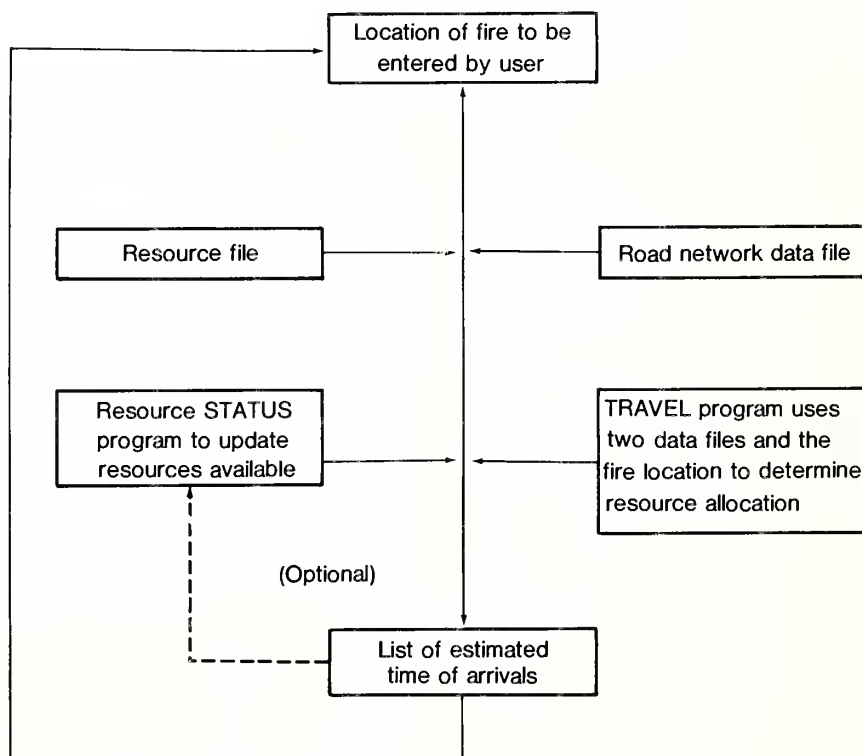 Location of fire to be
entered by user
Resource file
Road network data file
Resource STATUS
program to update
resources available
TRAVEL program uses
two data files and the
fire location to determine
resource allocation
(Optional)
List of estimated
time of arrivals